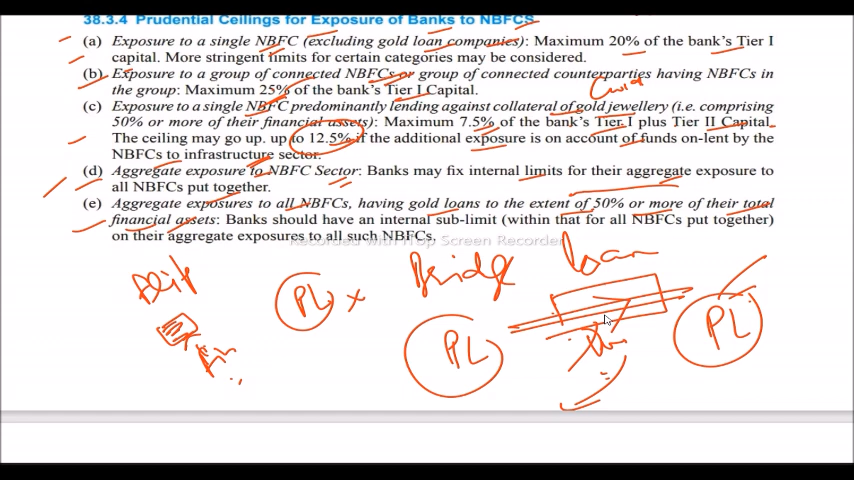 38.3.4 Prudential Ceilings for Exposure of Banks to NBFCS
(a) Exposure to a single NBFC (excluding gold loan companies): Maximum 20% of the bank's Tier I
capital. More stringent limits for certain categories may be considered.
(b) Exposure to a group of connected NBFCs or group of connected counterparties having NBFCs in
the group: Maximum 25% of the bank's Tier I Capital.
(c) Exposure to a single NBFC predominantly lending against collateral of gold jewellery (i.e. comprising
50% or more of their financial assets): Maximum 7.5% of the bank's Tier I plus Tier II Capital.
The ceiling may go up. up to 12.5% if the additional exposure is on account of funds on-lent by the
NBFCs to infrastructure sector.
(d) Aggregate exposure to NBFC Sector: Banks may fix internal limits for their aggregate exposure to
all NBFCs put together.
(e) Aggregate exposures to all NBFCs, having gold loans to the extent of 50% or more of their total
financial assets: Banks should have an internal sub-limit (within that for all NBFCs put together)
on their aggregate exposures to all such NBFCs.
Recorded with iTop Screen Recorder
Bridge loan
PL x
PL
PL